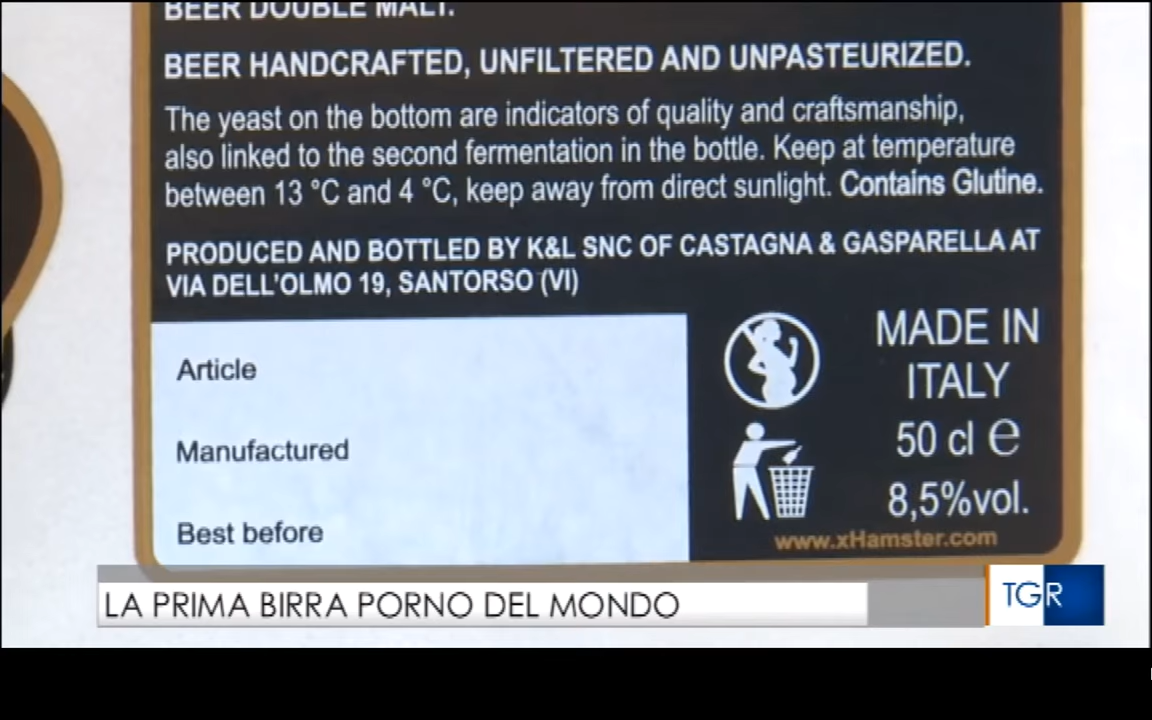 BEER DOUBLE MALT.
BEER HANDCRAFTED, UNFILTERED AND UNPASTEURIZED.
The yeast on the bottom are indicators of quality and craftsmanship,
also linked to the second fermentation in the bottle. Keep at temperature
between 13 °C and 4 °C, keep away from direct sunlight. Contains Glutine.
PRODUCED AND BOTTLED BY K&L SNC OF CASTAGNA & GASPARELLA AT
VIA DELL'OLMO 19, SANTORSO (VI)
Article
Manufactured
Best before
MADE IN
ITALY
50 cl e
8,5%vol.
www.xHamster.com
LA PRIMA BIRRA PORNO DEL MONDO
TGR